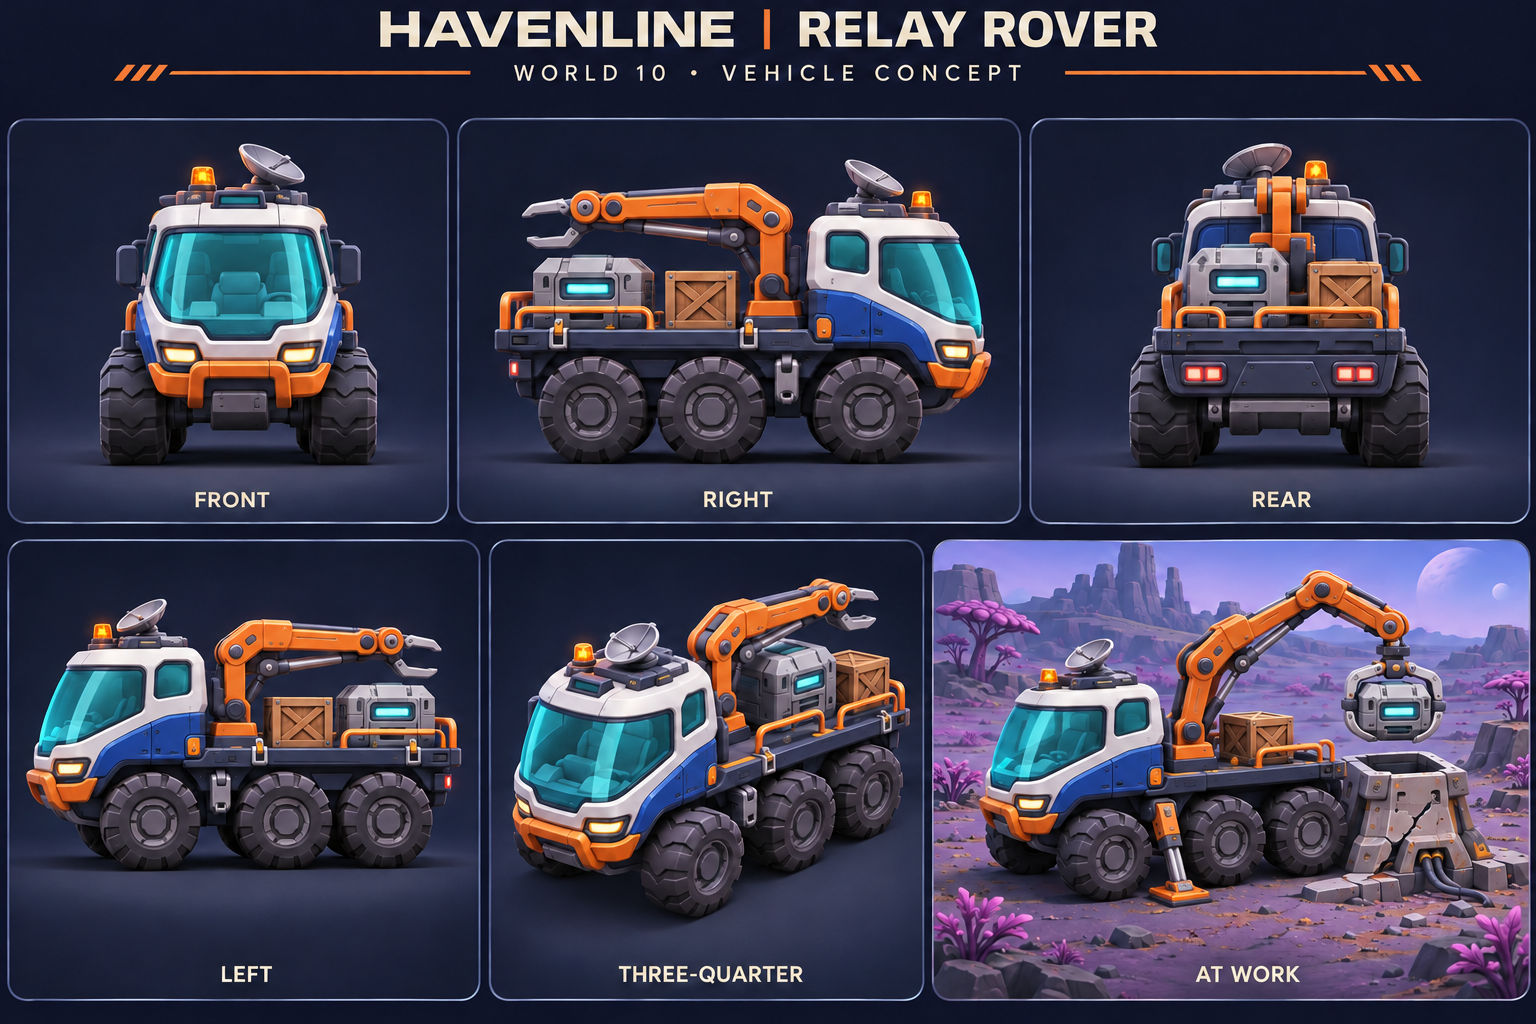 HAVENLINE | RELAY ROVER
WORLD 10 • VEHICLE CONCEPT
FRONT
RIGHT
REAR
LEFT
THREE-QUARTER
AT WORK